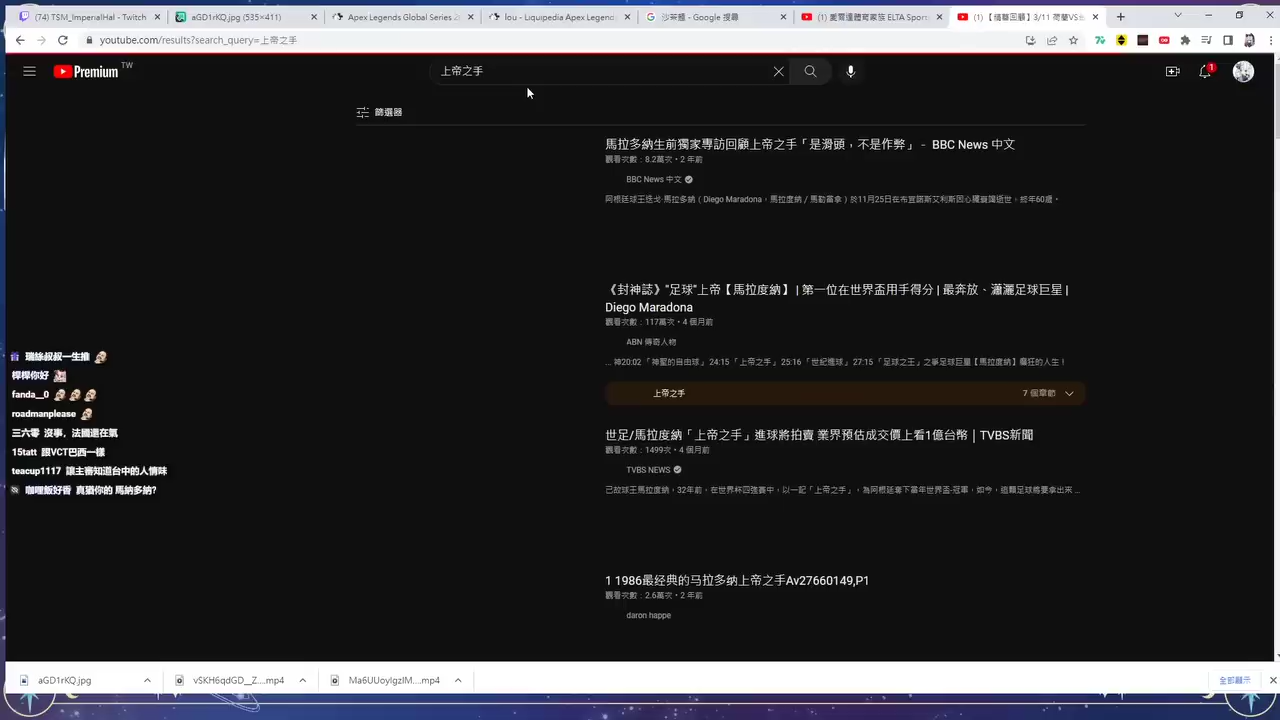 (74) TSM_ImperialHal - Twitch
aGD1rKQ.jpg (535×411)
Apex Legends Global Series 2
lou - Liquipedia Apex Legends
沙茶麵 - Google 搜尋
(1) 愛爾達體育家族 ELTA Sports
(1) 【精華回顧】3/11 荷蘭VS
youtube.com/results?search_query=上帝之手
Premium TW
上帝之手
1
篩選器
馬拉多納生前獨家專訪回顧上帝之手「是滑頭，不是作弊」 － BBC News 中文
觀看次數：8.2萬次 • 2 年前
BBC News 中文
阿根廷球王迭戈·馬拉多納（Diego Maradona，馬拉度納／馬勒當拿）於11月25日在布宜諾斯艾利斯因心臟衰竭逝世，終年60歲。
《封神誌》"足球"上帝【馬拉度納】 | 第一位在世界盃用手得分 | 最奔放、瀟灑足球巨星 |
Diego Maradona
觀看次數：117萬次 • 4 個月前
ABN 傳奇人物
... 神20:02 「神聖的自由球」 24:15 「上帝之手」 25:16 「世紀進球」 27:15 「足球之王」之爭足球巨星【馬拉度納】瘋狂的人生！
上帝之手
7 個章節
世足/馬拉度納「上帝之手」進球將拍賣 業界預估成交價上看1億台幣｜TVBS新聞
觀看次數：1499次 • 4 個月前
TVBS NEWS
已故球王馬拉度納，32年前，在世界杯四強賽中，以一記「上帝之手」，為阿根廷奪下當年世界盃-冠軍，如今，這顆足球將要拿出來 ...
1 1986最经典的马拉多纳上帝之手Av27660149,P1
觀看次數：2.6萬次 • 2 年前
daron happe
瑞絲叔叔一生推
桿桿你好
fanda__0
roadmanplease
三六零 沒事，法國還在氣
15tatt 跟VCT巴西一樣
teacup1117 讓主審知道台中的人情味
咖哩飯好香 真猶你的 馬納多納?
aGD1rKQ.jpg
vSKH6qdGD__Z....mp4
Ma6UUoyIgzIM....mp4
全部顯示